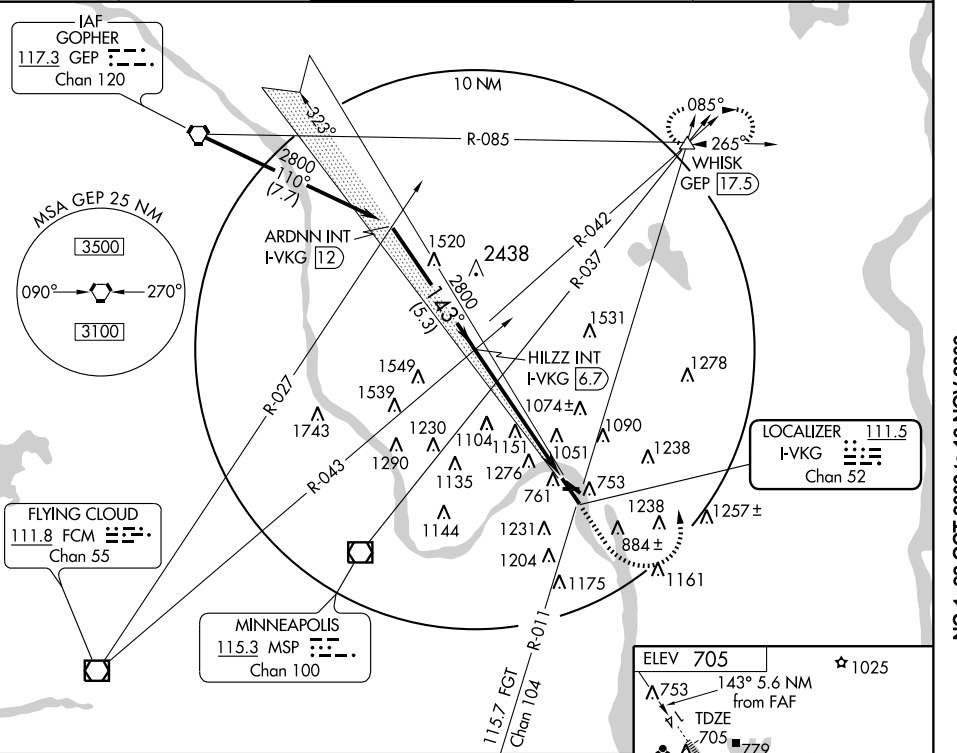 IAF
GOPHER
117.3 GEP
Chan 120
10 NM
323°
R-085
085°
265°
WHISK
GEP 17.5
2800
110°
(7.7)
MSA GEP 25 NM
3500
090°
270°
3100
ARDNN INT
I-VKG 12
1520
2438
2800
143°
(5.3)
R-042
R-037
R-027
1531
HILZZ INT
I-VKG 6.7
1278
1549
1539
1743
1074±
1090
1230
1104
1151
1051
1238
1290
1135
1276
761
753
LOCALIZER 111.5
I-VKG
Chan 52
R-043
1144
1231
1238
1257±
884±
1204
1175
1161
FLYING CLOUD
111.8 FCM
Chan 55
MINNEAPOLIS
115.3 MSP
Chan 100
R-011
115.7 FGT
Chan 104
ELEV 705
1025
753
143° 5.6 NM
from FAF
TDZE
705
779